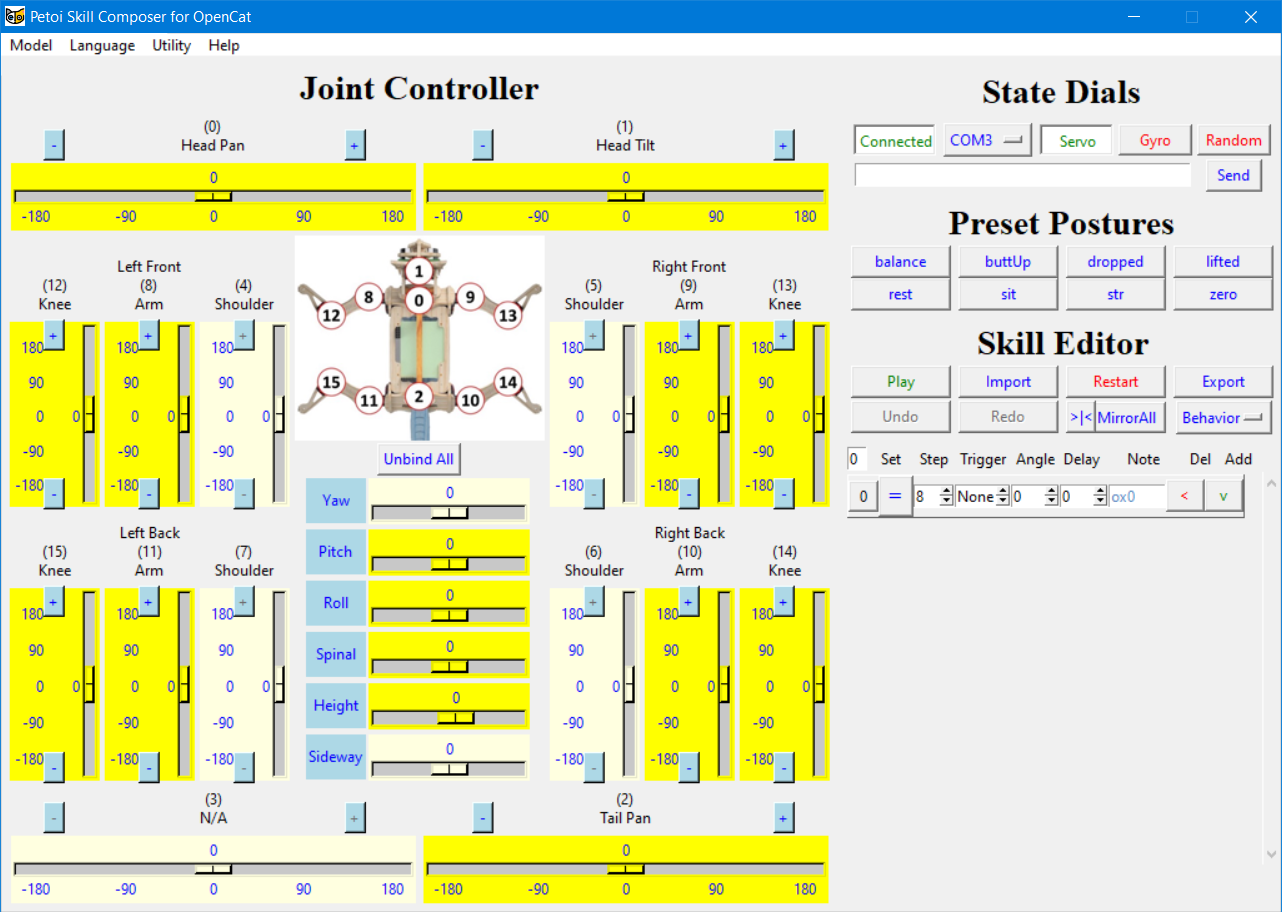 Petoi Skill Composer for OpenCat
Model Language Utility Help
Joint Controller
(0)
- Head Pan +
0
-180 -90 0 90 180
(1)
- Head Tilt +
0
-180 -90 0 90 180
Left Front
(12) (8) (4)
Knee Arm Shoulder
+ + +
180 180 180
90 90 90
0 0 0 0 0 0
-90 -90 -90
-180 - -180 - -180 -
1
8 0 9
12 13
15 14
11 2 10
Right Front
(5) (9) (13)
Shoulder Arm Knee
+ + +
180 180 180
90 90 90
0 0 0 0 0 0
-90 -90 -90
-180 - -180 - -180 -
Unbind All
Yaw 0
Pitch 0
Roll 0
Spinal 0
Height 0
Sideway 0
Left Back
(15) (11) (7)
Knee Arm Shoulder
+ + +
180 180 180
90 90 90
0 0 0 0 0 0
-90 -90 -90
-180 - -180 - -180 -
Right Back
(6) (10) (14)
Shoulder Arm Knee
+ + +
180 180 180
90 90 90
0 0 0 0 0 0
-90 -90 -90
-180 - -180 - -180 -
(3)
- N/A +
0
-180 -90 0 90 180
(2)
- Tail Pan +
0
-180 -90 0 90 180
State Dials
Connected COM3 Servo Gyro Random
Send
Preset Postures
balance buttUp dropped lifted
rest sit str zero
Skill Editor
Play Import Restart Export
Undo Redo >|< MirrorAll Behavior
0 Set Step Trigger Angle Delay Note Del Add
0 = 8 None 0 0 ox0 < v